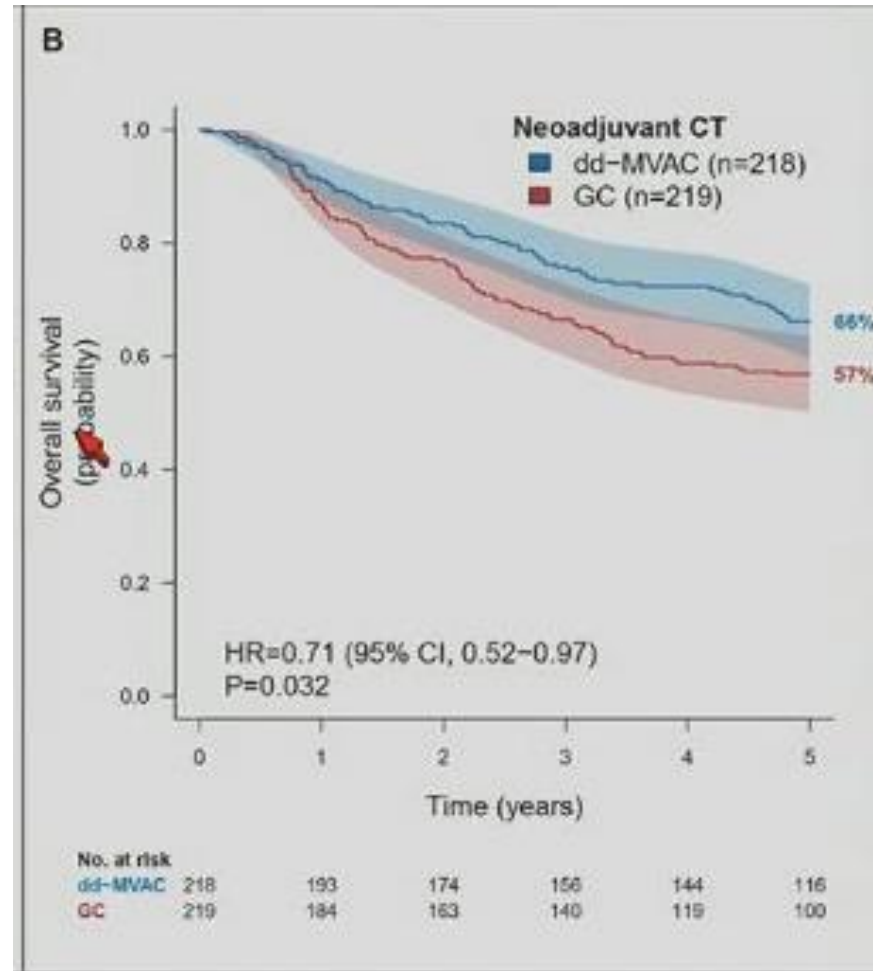 B
Neoadjuvant CT
dd-MVAC (n=218)
GC (n=219)
1.0
0.8
0.6
0.4
0.2
0.0
Overall survival
(probability)
66%
57%
HR=0.71 (95% CI, 0.52-0.97)
P=0.032
0 1 2 3 4 5
Time (years)
No. at risk
dd-MVAC 218 193 174 156 144 116
GC 219 184 163 140 119 100